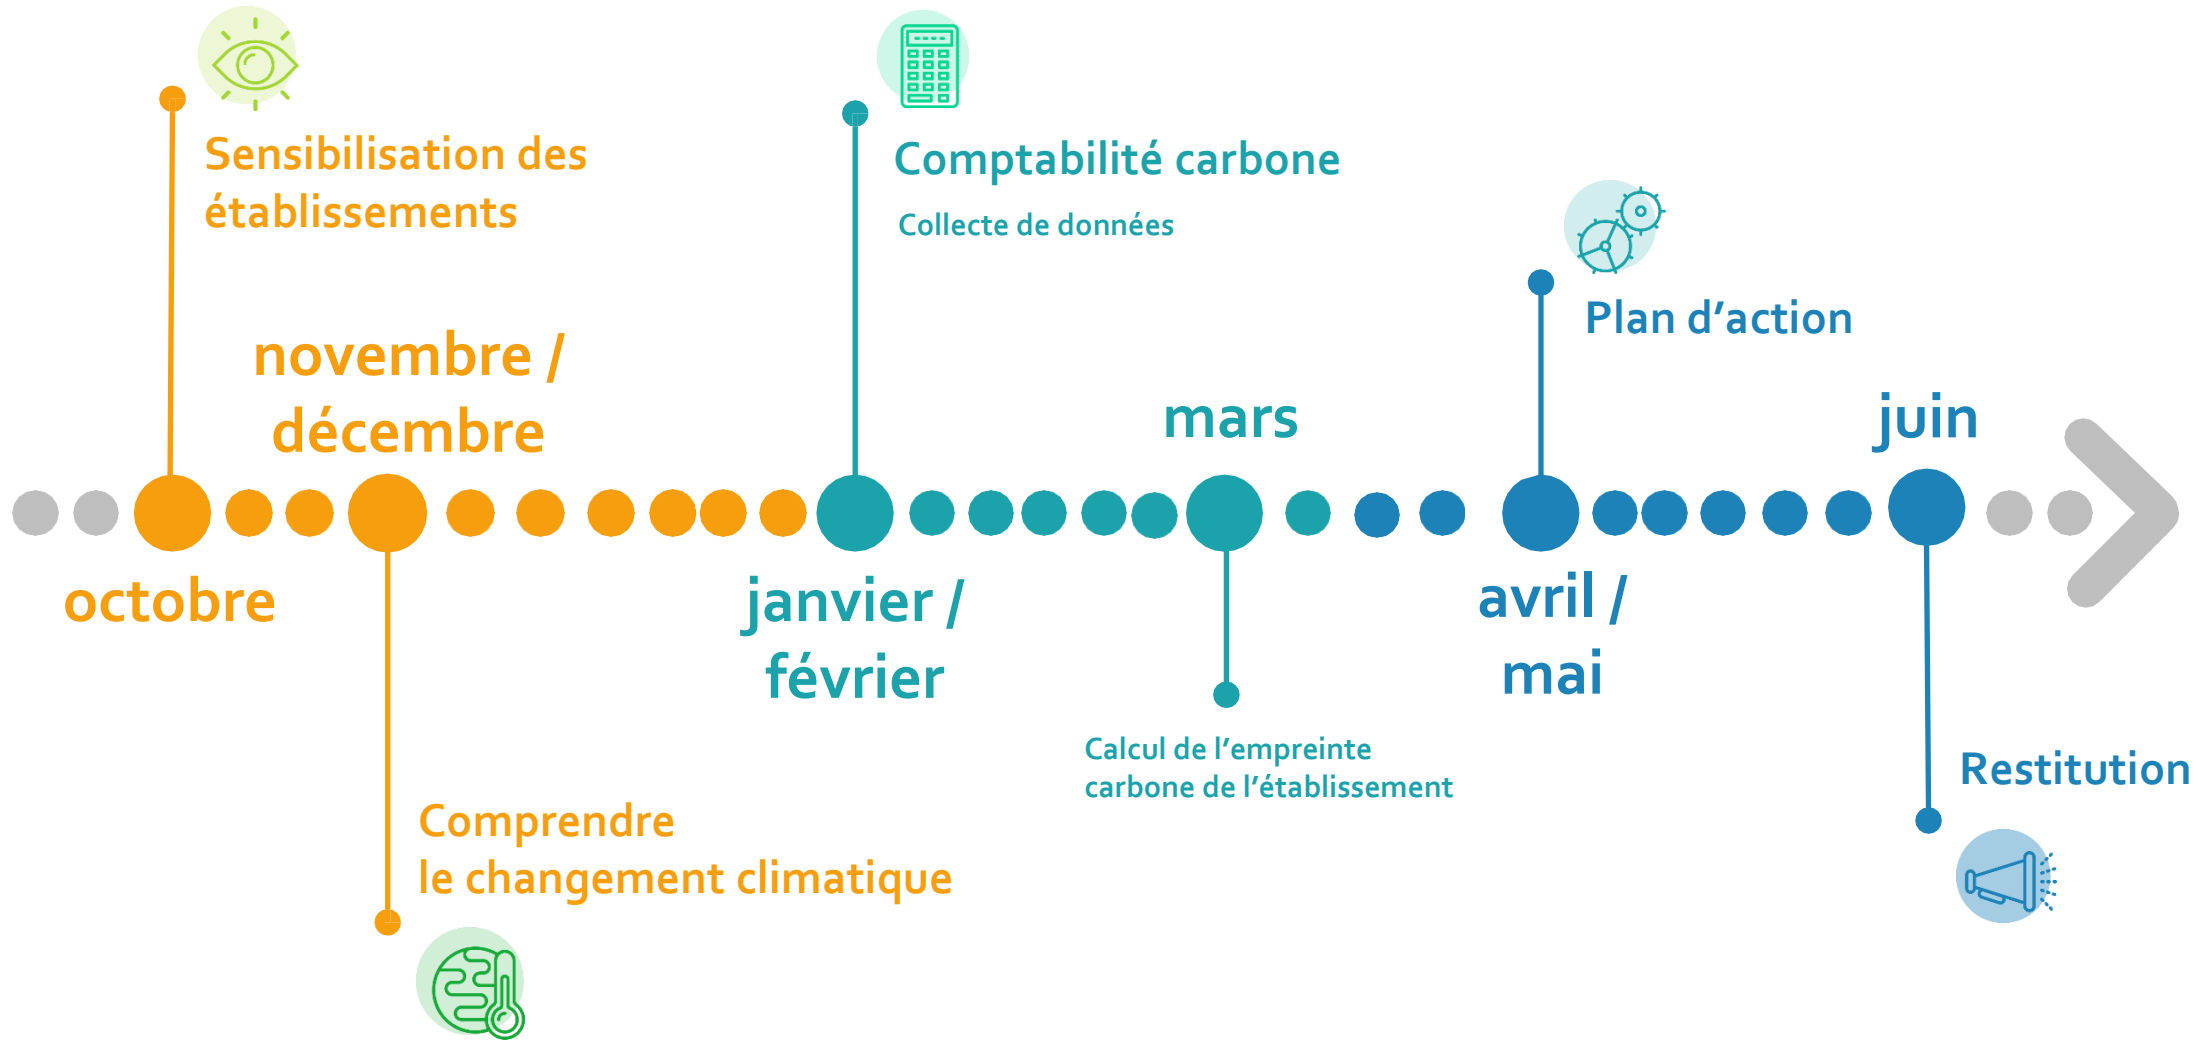 Sensibilisation des
établissements
novembre /
décembre
octobre
Comprendre
le changement climatique
Comptabilité carbone
Collecte de données
janvier /
février
mars
Calcul de l’empreinte
carbone de l’établissement
Plan d’action
avril /
mai
juin
Restitution